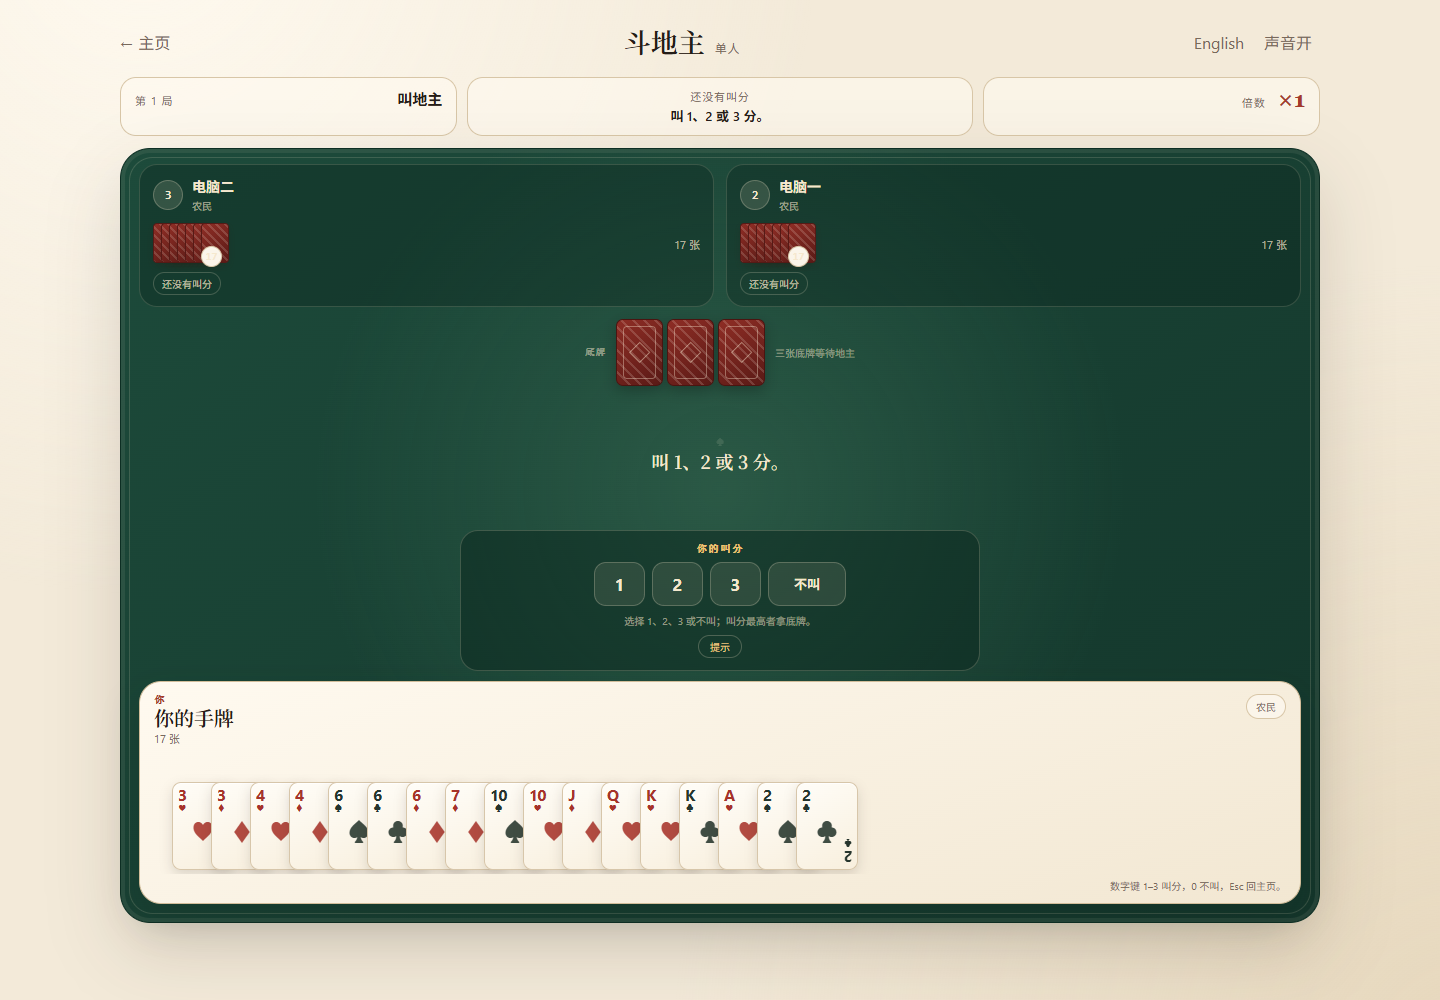 ← 主页
斗地主 单人
English 声音开
第 1 局 叫地主
还没有叫分
叫 1、2 或 3 分。
倍数 ×1
3 电脑二
农民
17 张
还没有叫分
2 电脑一
农民
17 张
还没有叫分
底牌 三张底牌等待地主
叫 1、2 或 3 分。
你的叫分
1 2 3 不叫
选择 1、2、3 或不叫；叫分最高者拿底牌。
提示
你
你的手牌
17 张
农民
3 3 4 4 6 6 6 7 10 10 J Q K K A 2 2
2
数字键 1–3 叫分，0 不叫，Esc 回主页。